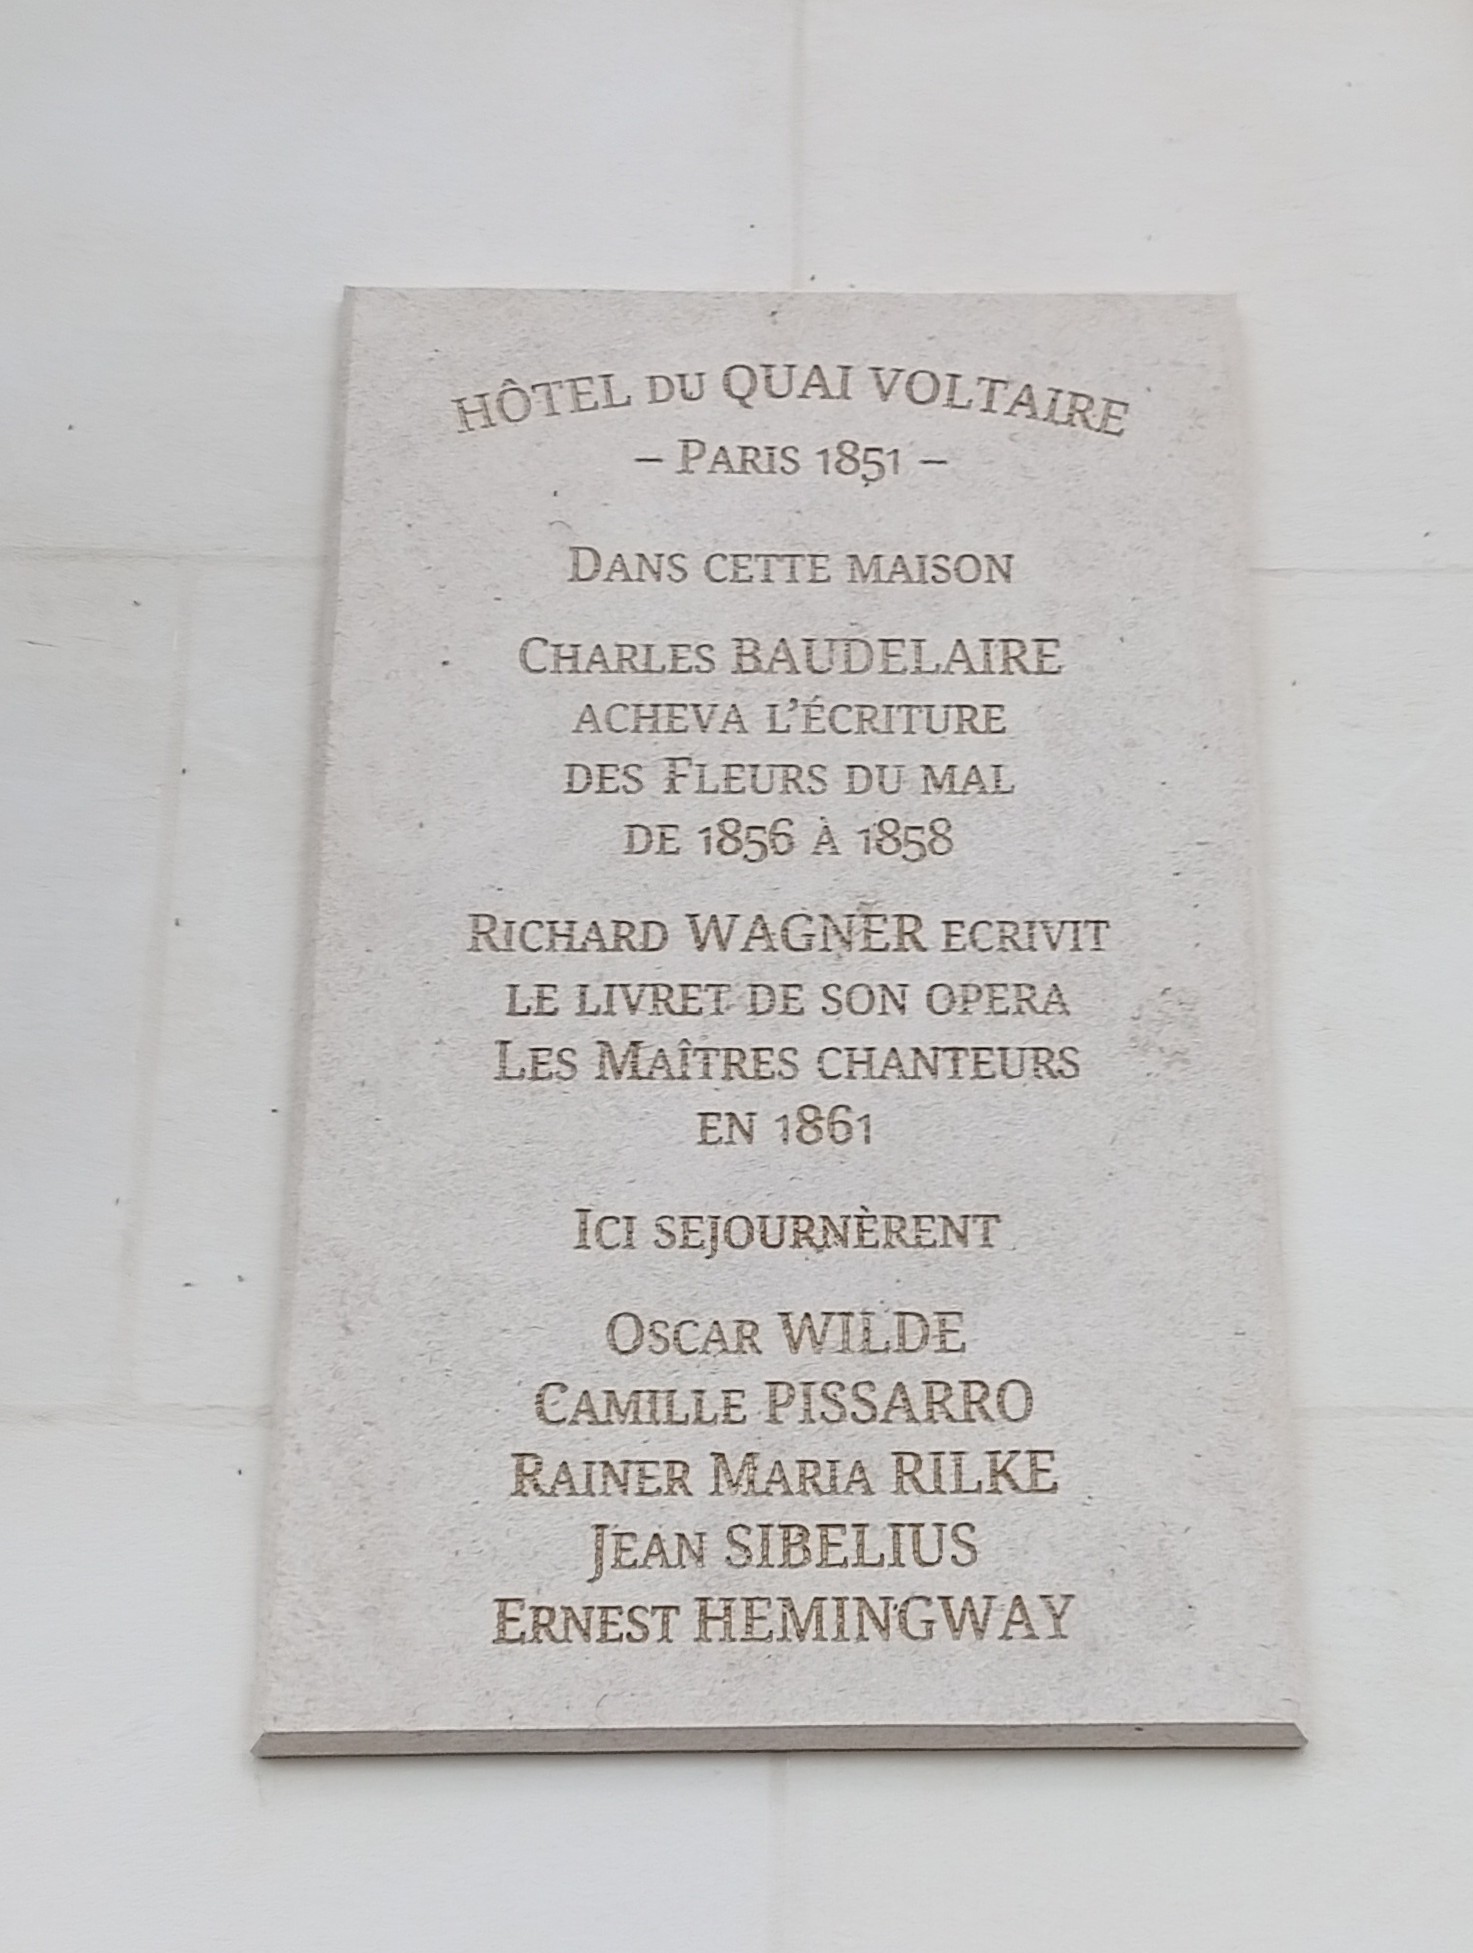 HÔTEL DU QUAI VOLTAIRE
– PARIS 1851 –
DANS CETTE MAISON
CHARLES BAUDELAIRE
ACHEVA L’ÉCRITURE
DES FLEURS DU MAL
DE 1856 À 1858
RICHARD WAGNER ECRIVIT
LE LIVRET DE SON OPERA
LES MAÎTRES CHANTEURS
EN 1861
ICI SEJOURNÈRENT
OSCAR WILDE
CAMILLE PISSARRO
RAINER MARIA RILKE
JEAN SIBELIUS
ERNEST HEMINGWAY